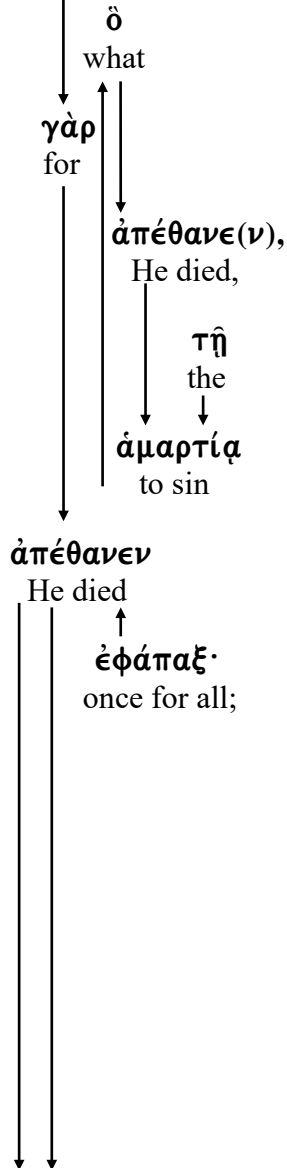 ὃ
what
γὰρ
for
ἀπέθανε(ν),
He died,
τῇ
the
ἁμαρτίᾳ
to sin
ἀπέθανεν
He died
ἐφάπαξ·
once for all;